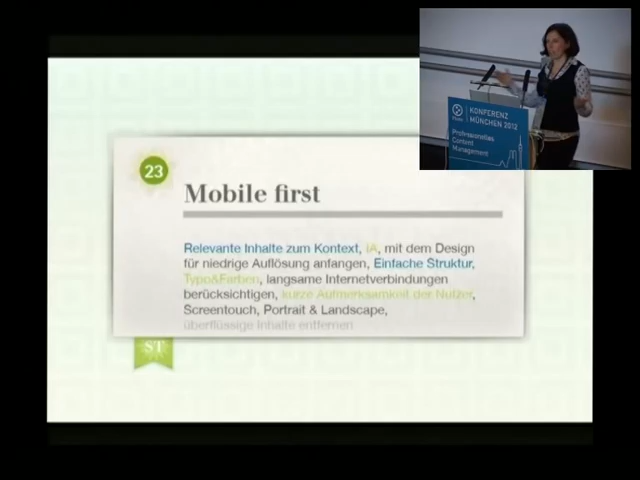 23
Mobile first
Relevante Inhalte zum Kontext, IA, mit dem Design
für niedrige Auflösung anfangen, Einfache Struktur,
Typo&Farben, langsame Internetverbindungen
berücksichtigen, kurze Aufmerksamkeit der Nutzer,
Screentouch, Portrait & Landscape,
überflüssige Inhalte entfernen
ST
KONFERENZ
MÜNCHEN 2012
Professionelles
Content
Management